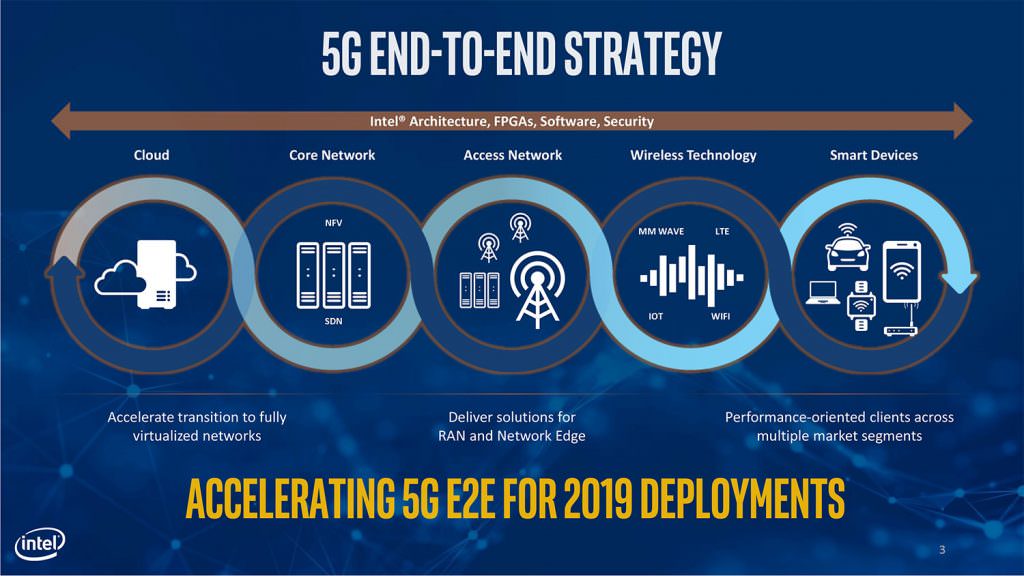 5G END-TO-END STRATEGY
Intel® Architecture, FPGAs, Software, Security
Cloud
Core Network
Access Network
Wireless Technology
Smart Devices
NFV
SDN
MM WAVE
LTE
IOT
WIFI
Accelerate transition to fully
virtualized networks
Deliver solutions for
RAN and Network Edge
Performance-oriented clients across
multiple market segments
ACCELERATING 5G E2E FOR 2019 DEPLOYMENTS
intel
3